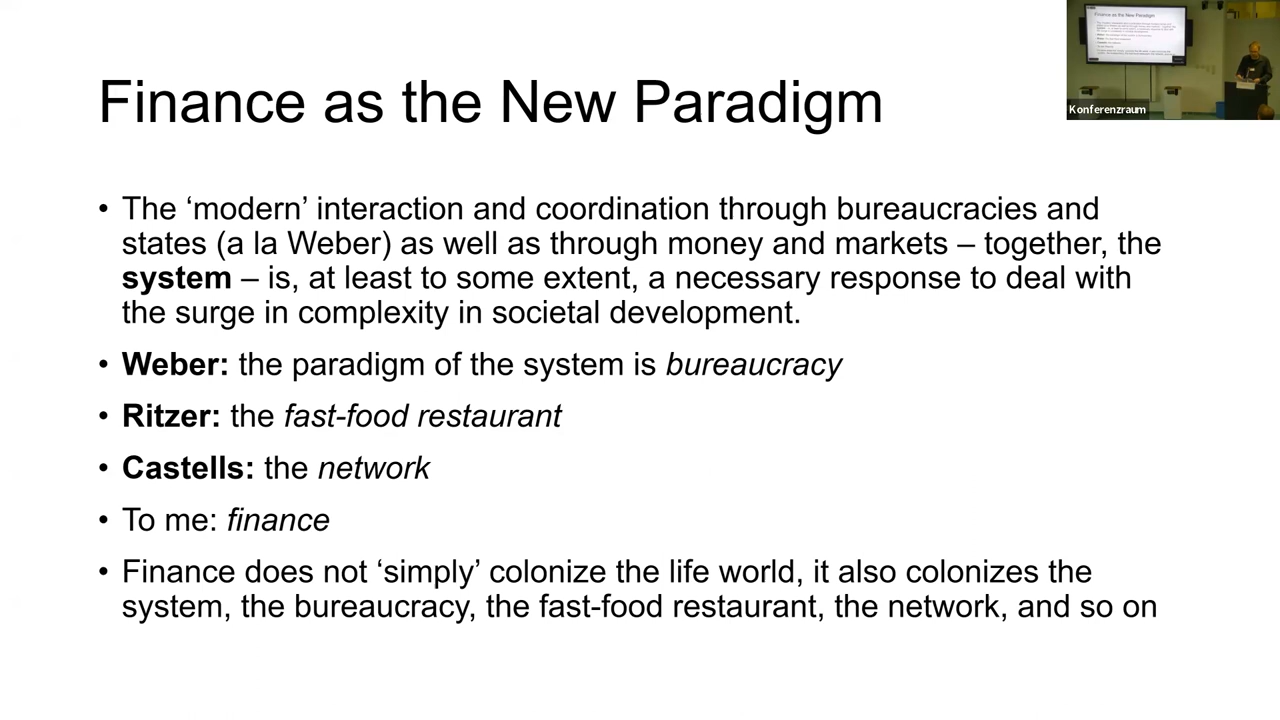 Finance as the New Paradigm
Konferenzraum
• The ‘modern’ interaction and coordination through bureaucracies and
states (a la Weber) as well as through money and markets – together, the
system – is, at least to some extent, a necessary response to deal with
the surge in complexity in societal development.
• Weber: the paradigm of the system is bureaucracy
• Ritzer: the fast-food restaurant
• Castells: the network
• To me: finance
• Finance does not ‘simply’ colonize the life world, it also colonizes the
system, the bureaucracy, the fast-food restaurant, the network, and so on